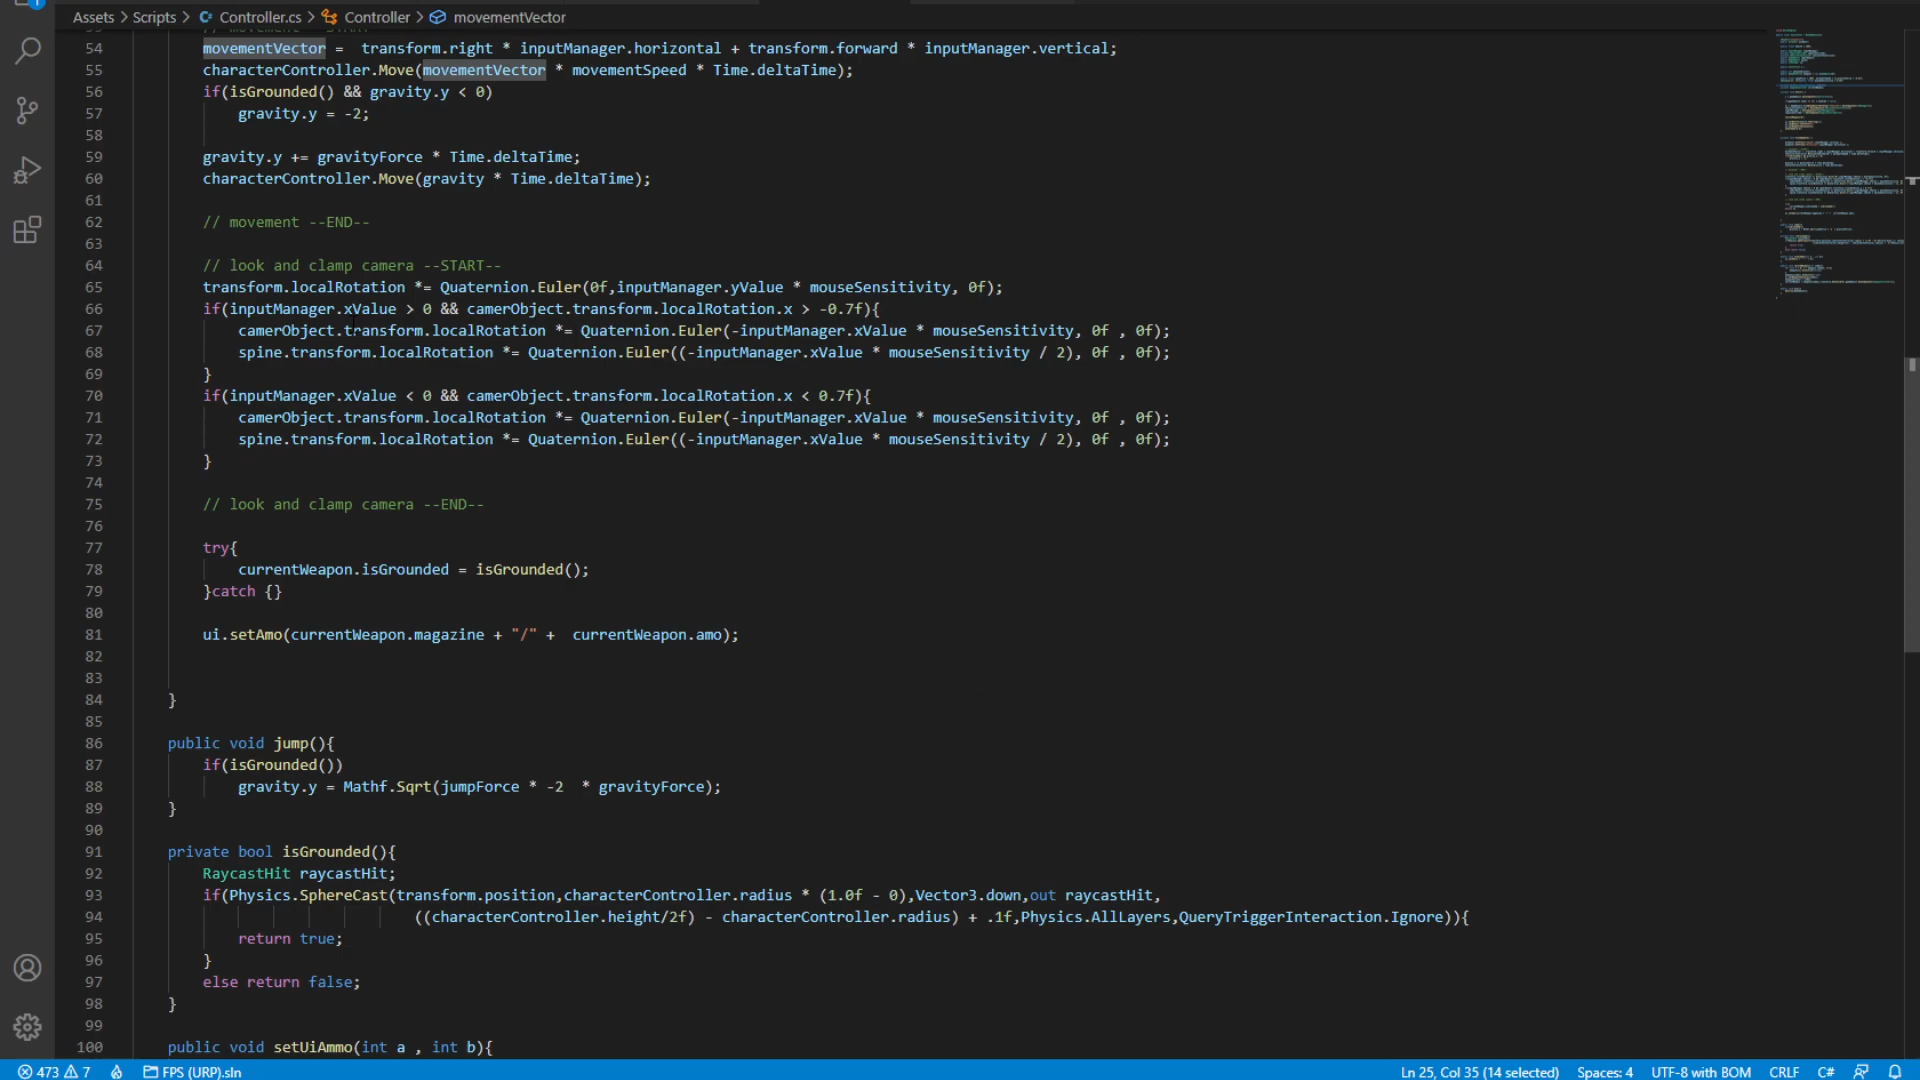 Assets > Scripts > Controller.cs > Controller > movementVector
54 movementVector =  transform.right * inputManager.horizontal + transform.forward * inputManager.vertical;
55 characterController.Move(movementVector * movementSpeed * Time.deltaTime);
56 if(isGrounded() && gravity.y < 0)
57 gravity.y = -2;
58
59 gravity.y += gravityForce * Time.deltaTime;
60 characterController.Move(gravity * Time.deltaTime);
61
62 // movement --END--
63
64 // look and clamp camera --START--
65 transform.localRotation *= Quaternion.Euler(0f,inputManager.yValue * mouseSensitivity, 0f);
66 if(inputManager.xValue > 0 && camerObject.transform.localRotation.x > -0.7f){
67 camerObject.transform.localRotation *= Quaternion.Euler(-inputManager.xValue * mouseSensitivity, 0f , 0f);
68 spine.transform.localRotation *= Quaternion.Euler((-inputManager.xValue * mouseSensitivity / 2), 0f , 0f);
69 }
70 if(inputManager.xValue < 0 && camerObject.transform.localRotation.x < 0.7f){
71 camerObject.transform.localRotation *= Quaternion.Euler(-inputManager.xValue * mouseSensitivity, 0f , 0f);
72 spine.transform.localRotation *= Quaternion.Euler((-inputManager.xValue * mouseSensitivity / 2), 0f , 0f);
73 }
74
75 // look and clamp camera --END--
76
77 try{
78 currentWeapon.isGrounded = isGrounded();
79 }catch {}
80
81 ui.setAmo(currentWeapon.magazine + "/" +  currentWeapon.amo);
82
83
84 }
85
86 public void jump(){
87 if(isGrounded())
88 gravity.y = Mathf.Sqrt(jumpForce * -2  * gravityForce);
89 }
90
91 private bool isGrounded(){
92 RaycastHit raycastHit;
93 if(Physics.SphereCast(transform.position,characterController.radius * (1.0f - 0),Vector3.down,out raycastHit,
94 ((characterController.height/2f) - characterController.radius) + .1f,Physics.AllLayers,QueryTriggerInteraction.Ignore)){
95 return true;
96 }
97 else return false;
98 }
99
100 public void setUiAmmo(int a , int b){
473 7 FPS (URP).sln Ln 25, Col 35 (14 selected) Spaces: 4 UTF-8 with BOM CRLF C#